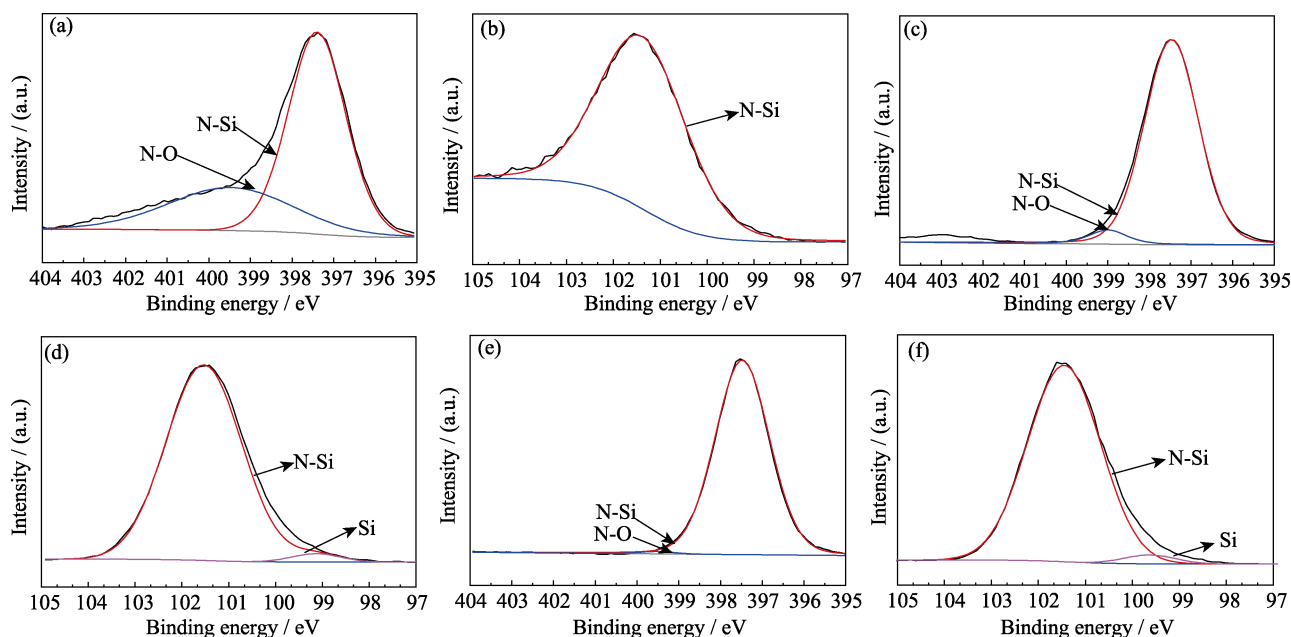 (a)
Intensity / (a.u.)
N-Si
N-O
404 403 402 401 400 399 398 397 396 395
Binding energy / eV
(b)
Intensity / (a.u.)
N-Si
105 104 103 102 101 100 99 98 97
Binding energy / eV
(c)
Intensity / (a.u.)
N-Si
N-O
404 403 402 401 400 399 398 397 396 395
Binding energy / eV
(d)
Intensity / (a.u.)
N-Si
Si
105 104 103 102 101 100 99 98 97
Binding energy / eV
(e)
Intensity / (a.u.)
N-Si
N-O
404 403 402 401 400 399 398 397 396 395
Binding energy / eV
(f)
Intensity / (a.u.)
N-Si
Si
105 104 103 102 101 100 99 98 97
Binding energy / eV